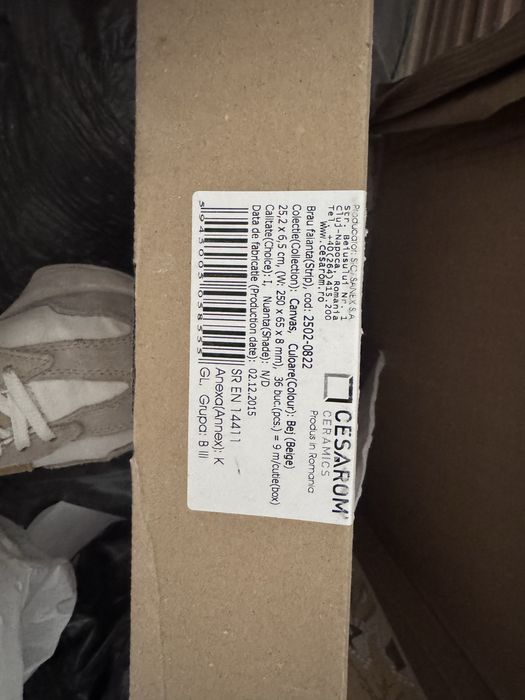 CESAROM®
CERAMICS
Produs in Romania
Producator: S.C. SANEX S.A.
Str. Beiusului Nr. 1
Cluj-Napoca, Romania
Tel. +40(264)415.200
www.cesarom.ro
Brau faianta(Strip), cod: 2502-0822
Colectie(Collection): Canvas, Culoare(Colour): Bej (Beige)
25,2 x 6,5 cm, (W: 250 x 65 x 8 mm), 36 buc.(pcs.) = 9 m/cutie(box)
Calitate(Choice): I, Nuanta(Shade): N/D
Data de fabricatie (Production date): 02.12.2015
SR EN 14411
Anexa(Annex): K
GL, Grupa: B III